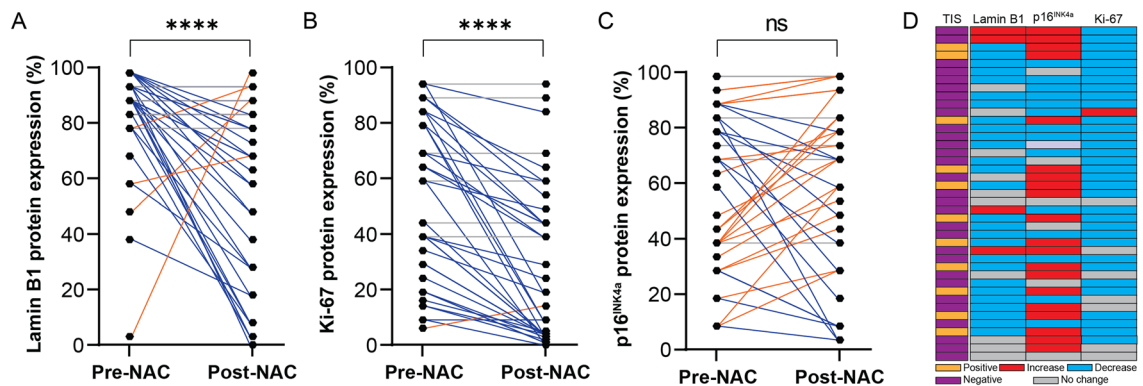 A
****
Lamin B1 protein expression (%)
100
80
60
40
20
0
Pre-NAC Post-NAC
B
****
Ki-67 protein expression (%)
100
80
60
40
20
0
Pre-NAC Post-NAC
C
ns
p16INK4a protein expression (%)
100
80
60
40
20
0
Pre-NAC Post-NAC
D
TIS Lamin B1 p16INK4a Ki-67
Positive Increase Decrease
Negative No change